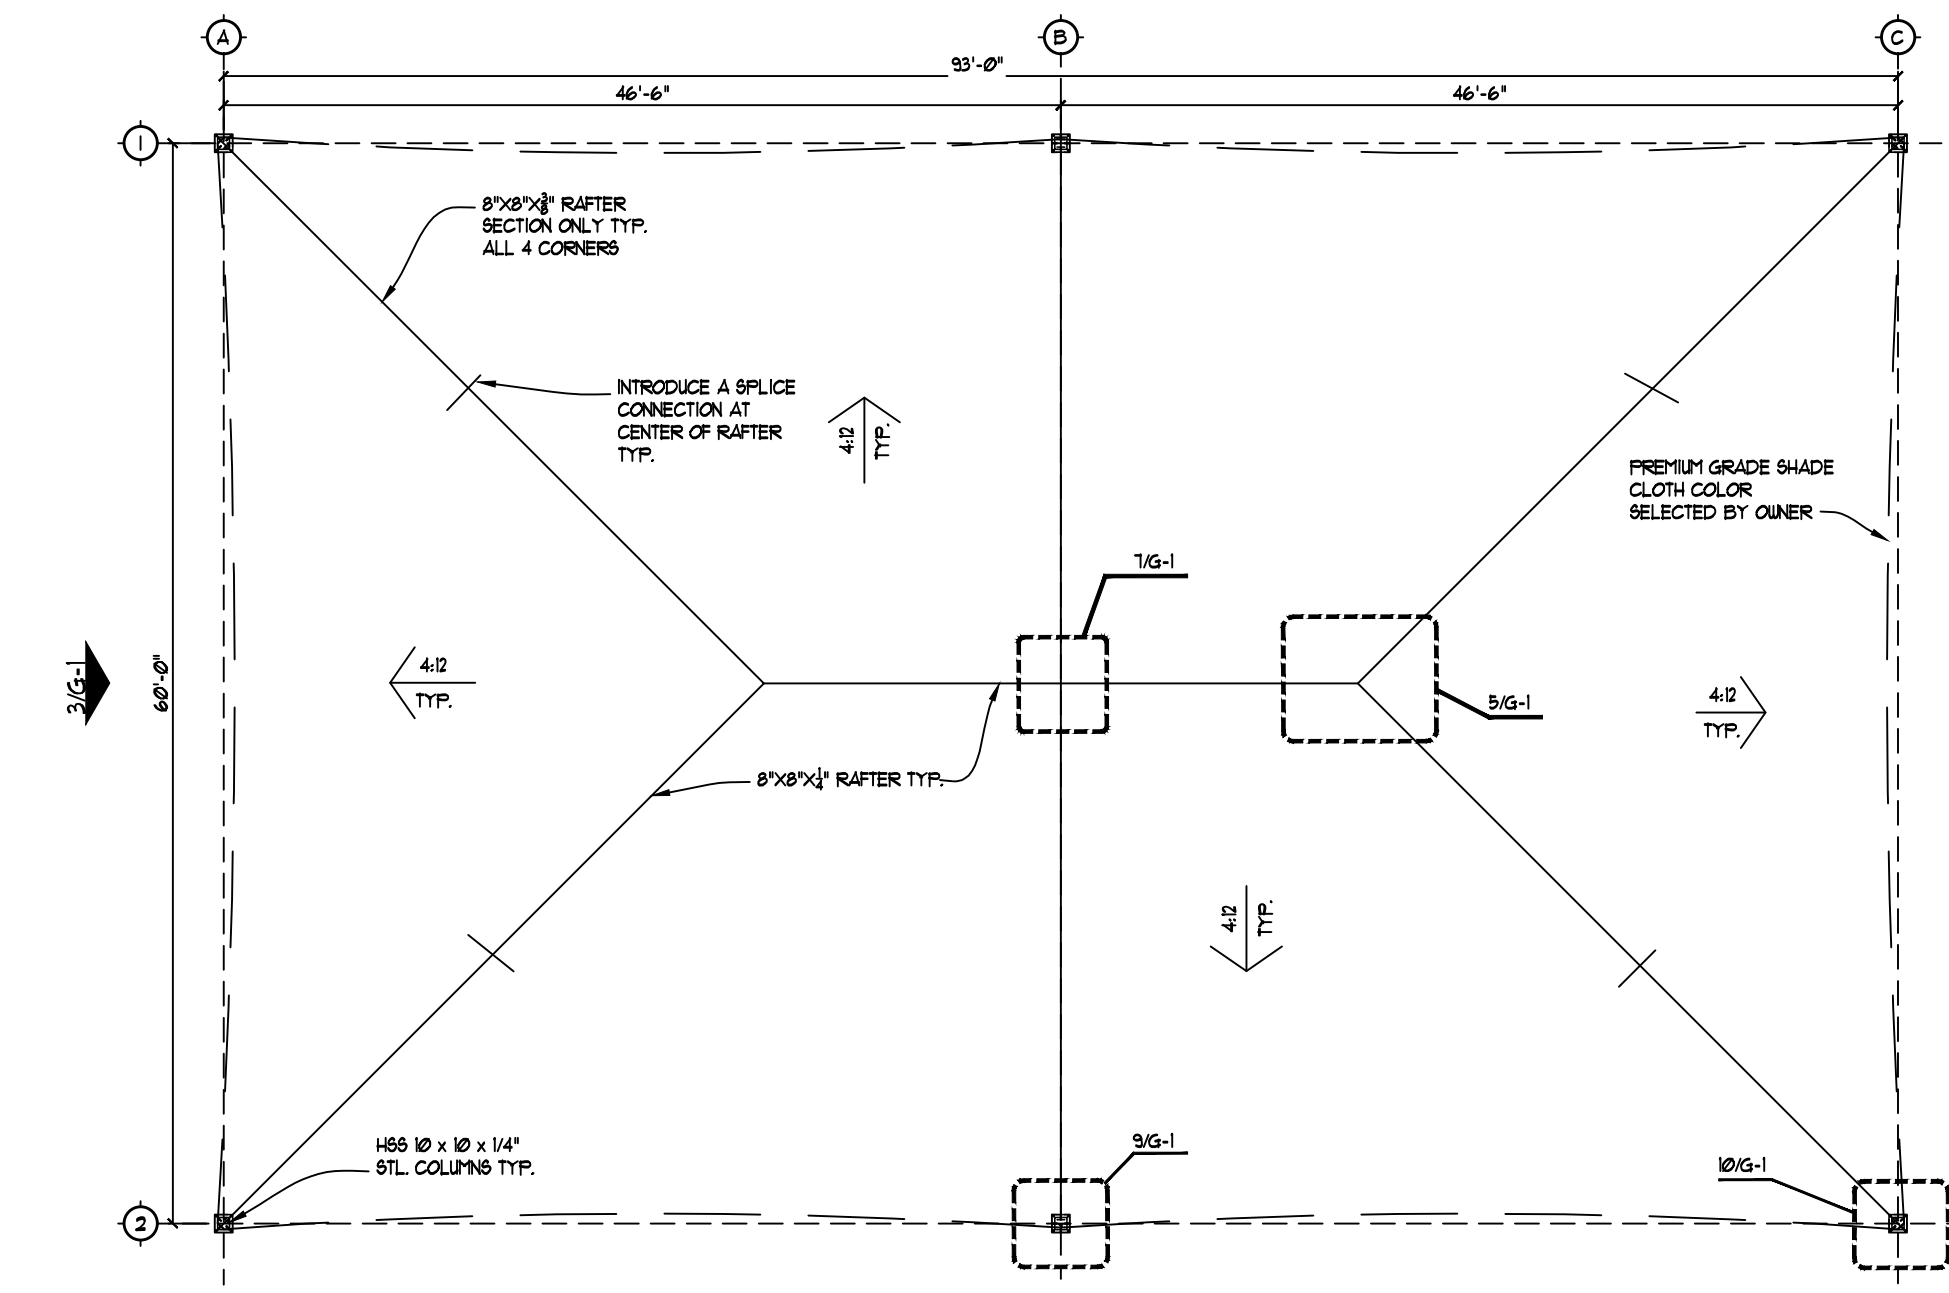 A
B
C
93'-0"
46'-6"
46'-6"
1
8"X8"X3/8" RAFTER
SECTION ONLY TYP.
ALL 4 CORNERS
INTRODUCE A SPLICE
CONNECTION AT
CENTER OF RAFTER
TYP.
4:12
TYP.
PREMIUM GRADE SHADE
CLOTH COLOR
SELECTED BY OWNER
7/G-1
3/G-1
60'-0"
4:12
TYP.
5/G-1
4:12
TYP.
8"X8"X1/4" RAFTER TYP.
4:12
TYP.
HSS 10 x 10 x 1/4"
STL. COLUMNS TYP.
9/G-1
10/G-1
2